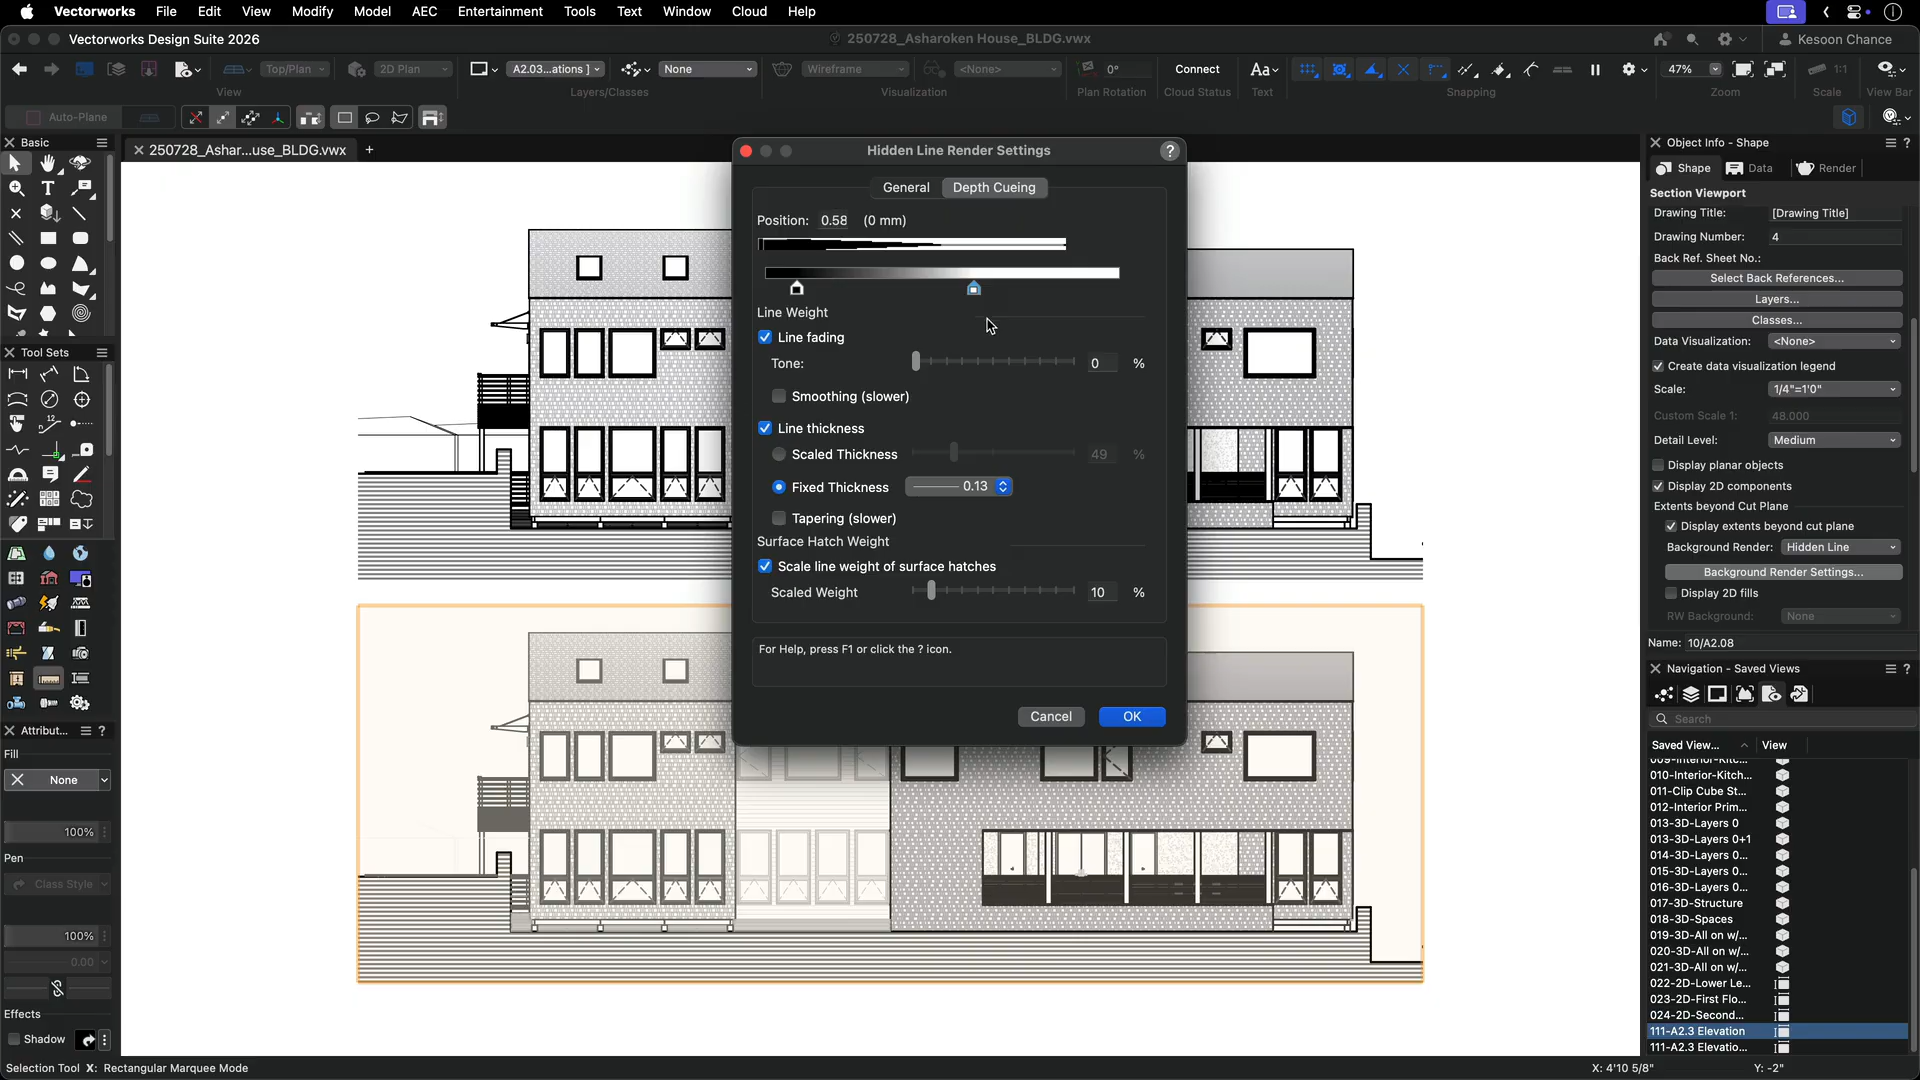 Vectorworks File Edit View Modify Model AEC Entertainment Tools Text Window Cloud Help
Vectorworks Design Suite 2026
250728_Asharoken House_BLDG.vwx
Kesoon Chance
Top/Plan
2D Plan
A2.03...ations ]
None
Wireframe
<None>
0°
Connect
Aa
47%
1:1
View
Layers/Classes
Visualization
Plan Rotation
Cloud Status
Text
Snapping
Zoom
Scale
View Bar
Auto-Plane
Basic
250728_Ashar...use_BLDG.vwx
Tool Sets
Attribut...
Fill
None
100%
Pen
Class Style
100%
0.00
Effects
Shadow
Hidden Line Render Settings
General
Depth Cueing
Position: 0.58 (0 mm)
Line Weight
Line fading
Tone: 0 %
Smoothing (slower)
Line thickness
Scaled Thickness 49 %
Fixed Thickness 0.13
Tapering (slower)
Surface Hatch Weight
Scale line weight of surface hatches
Scaled Weight 10 %
For Help, press F1 or click the ? icon.
Cancel
OK
Object Info - Shape
Shape
Data
Render
Section Viewport
Drawing Title: [Drawing Title]
Drawing Number: 4
Back Ref. Sheet No.:
Select Back References...
Layers...
Classes...
Data Visualization: <None>
Create data visualization legend
Scale: 1/4"=1'0"
Custom Scale 1: 48.000
Detail Level: Medium
Display planar objects
Display 2D components
Extents beyond Cut Plane
Display extents beyond cut plane
Background Render: Hidden Line
Background Render Settings...
Display 2D fills
RW Background: None
Name: 10/A2.08
Navigation - Saved Views
Search
Saved View... View
009-Interior-Kitc...
010-Interior-Kitch...
011-Clip Cube St...
012-Interior Prim...
013-3D-Layers 0
013-3D-Layers 0+1
014-3D-Layers 0...
015-3D-Layers 0...
016-3D-Layers 0...
017-3D-Structure
018-3D-Spaces
019-3D-All on w/...
020-3D-All on w/...
021-3D-All on w/...
022-2D-Lower Le...
023-2D-First Flo...
024-2D-Second...
111-A2.3 Elevation
111-A2.3 Elevatio...
Selection Tool X: Rectangular Marquee Mode
X: 4'10 5/8"
Y: -2"